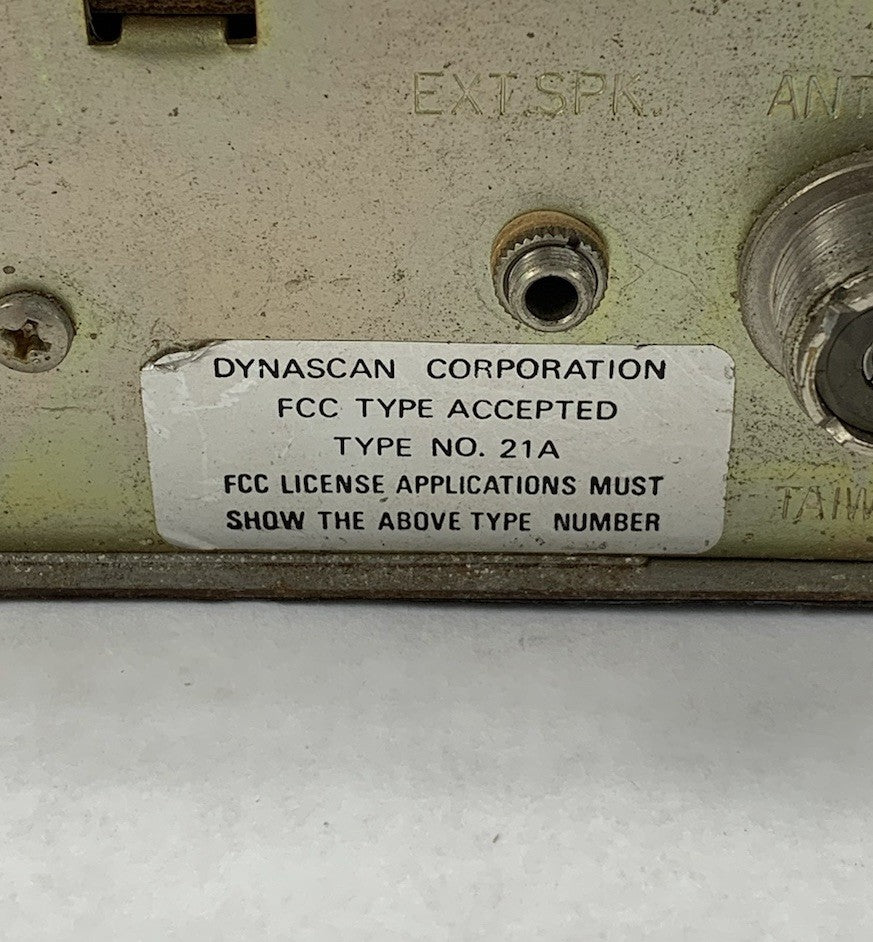 EXT.SPK.
ANT
DYNASCAN CORPORATION
FCC TYPE ACCEPTED
TYPE NO. 21A
FCC LICENSE APPLICATIONS MUST
SHOW THE ABOVE TYPE NUMBER